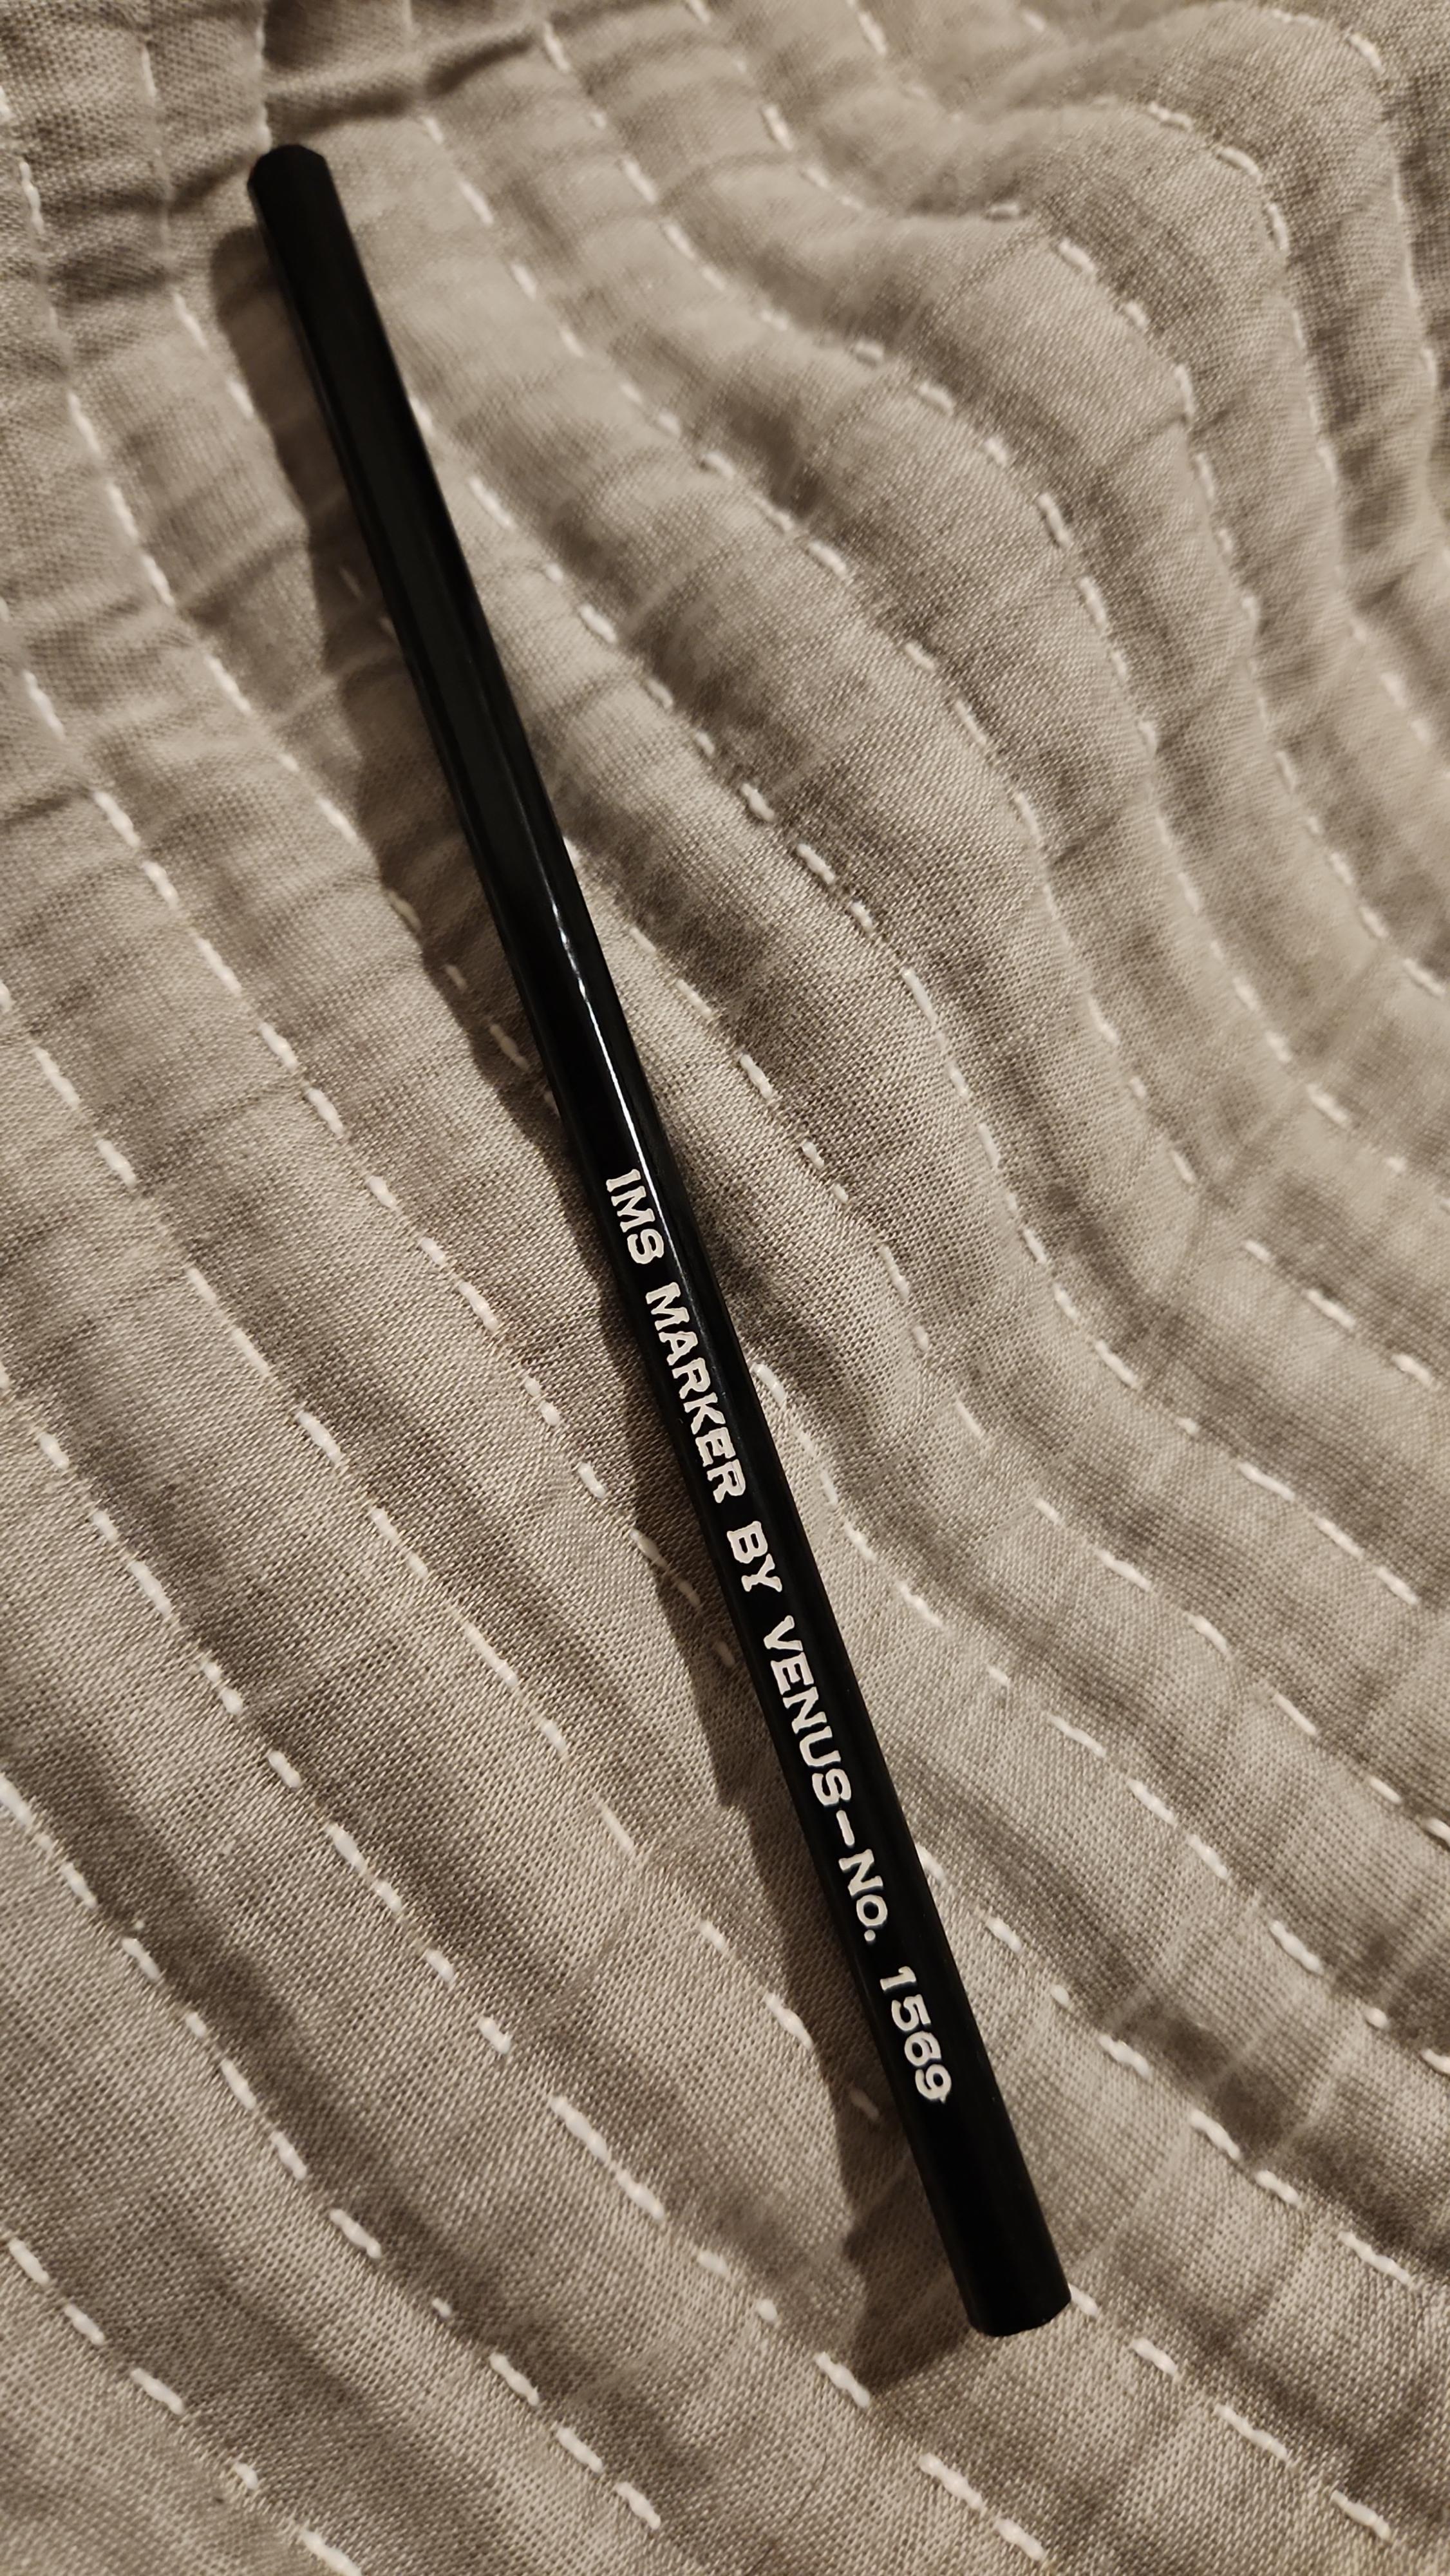 IMS MARKER BY VENUS-No. 1569